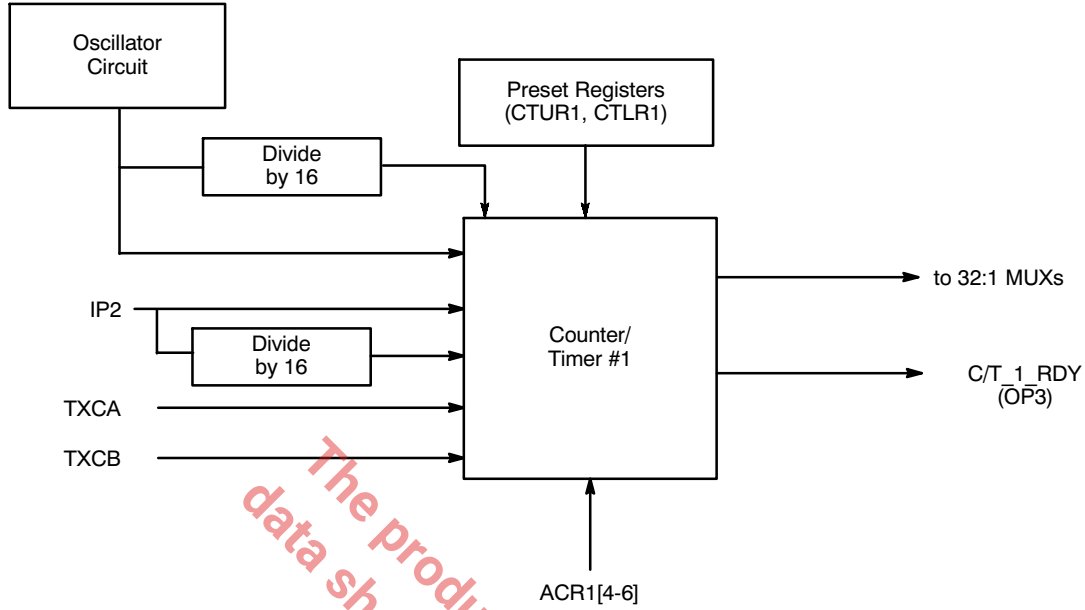 Oscillator
Circuit
Preset Registers
(CTUR1, CTLR1)
Divide
by 16
to 32:1 MUXs
IP2
Counter/
Timer #1
Divide
by 16
C/T_1_RDY
(OP3)
TXCA
TXCB
The produ
data sh
ACR1[4-6]